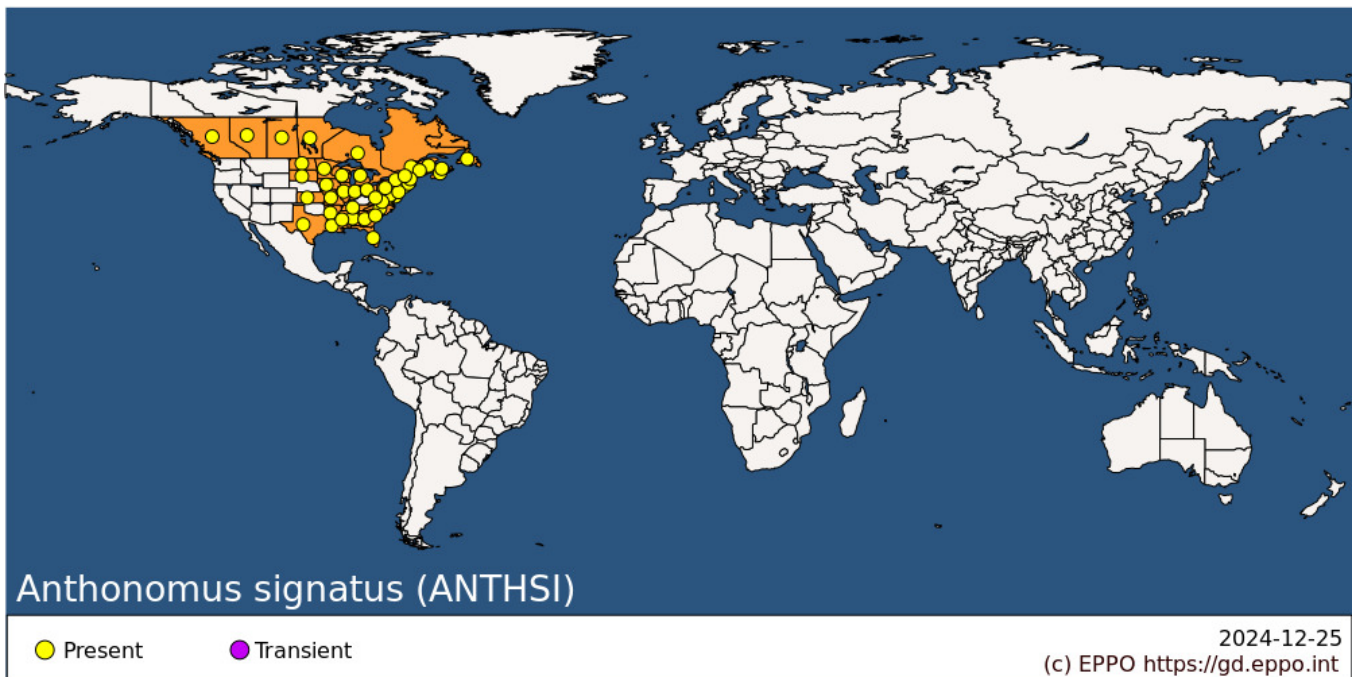 Anthonomus signatus (ANTHSI)
Present
Transient
2024-12-25
(c) EPPO https://gd.eppo.int